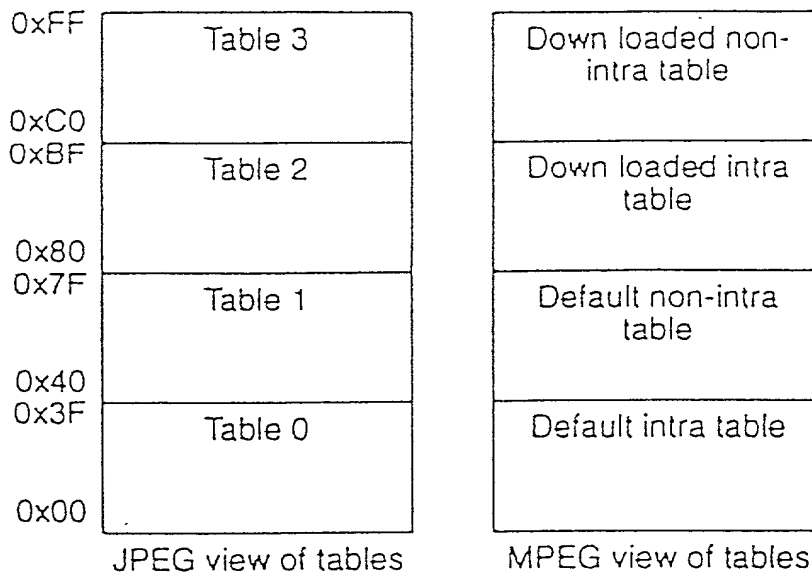 0xFF
Table 3
Down loaded non-
intra table
0xC0
0xBF
Table 2
Down loaded intra
table
0x80
0x7F
Table 1
Default non-intra
table
0x40
0x3F
Table 0
Default intra table
0x00
JPEG view of tables
MPEG view of tables